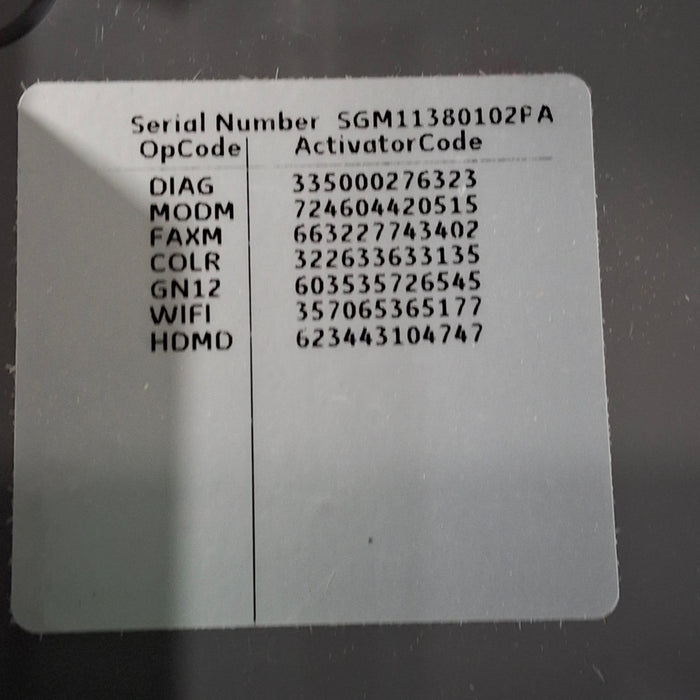 Serial Number SGM11380102PA
OpCode ActivatorCode
DIAG 335000276323
MODM 724604420515
FAXM 663227743402
COLR 322633633135
GN12 603535726545
WIFI 357065365177
HDMD 623443104747